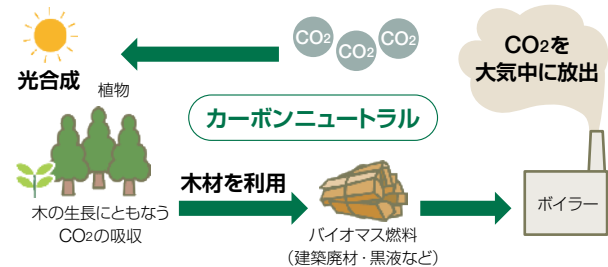 CO2 CO2 CO2
CO2を
大気中に放出
光合成
植物
カーボンニュートラル
木材を利用
ボイラー
木の生長にともなう
CO2の吸収
バイオマス燃料
(建築廃材・黒液など)